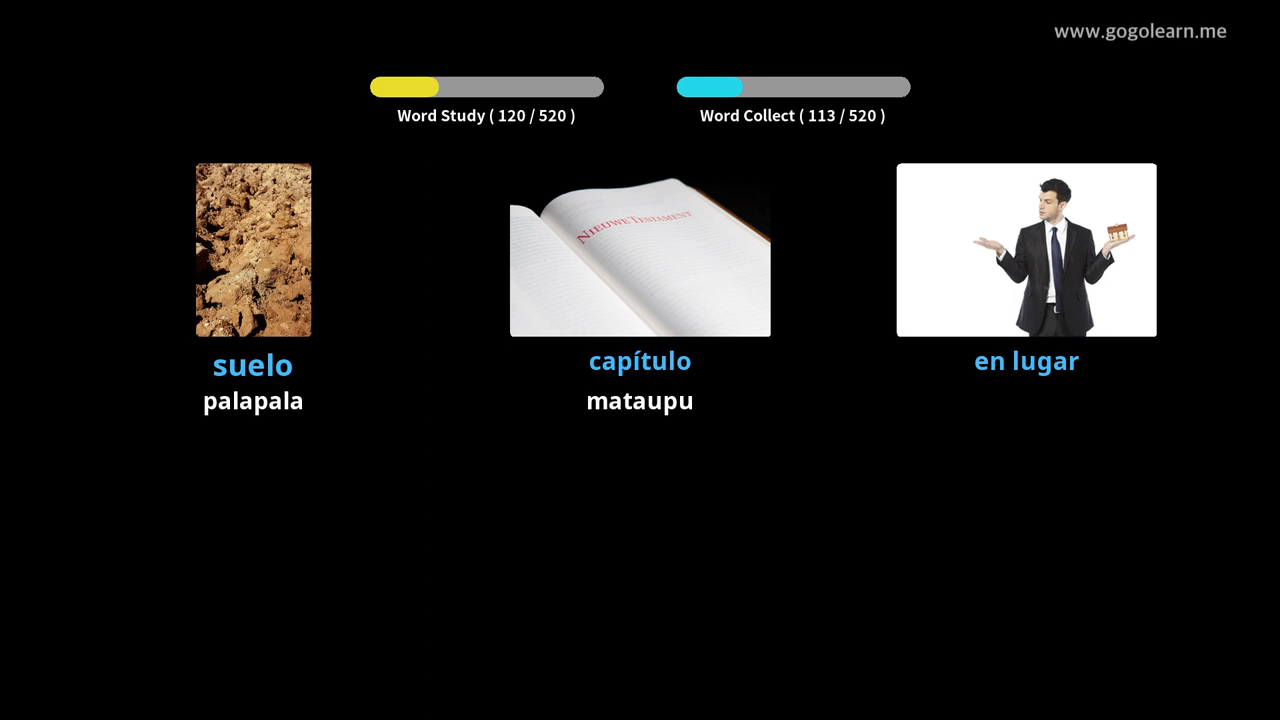 www.gogolearn.me
Word Study ( 120 / 520 )
Word Collect ( 113 / 520 )
NIEUWE TESTAMENT
suelo
capítulo
en lugar
palapala
mataupu